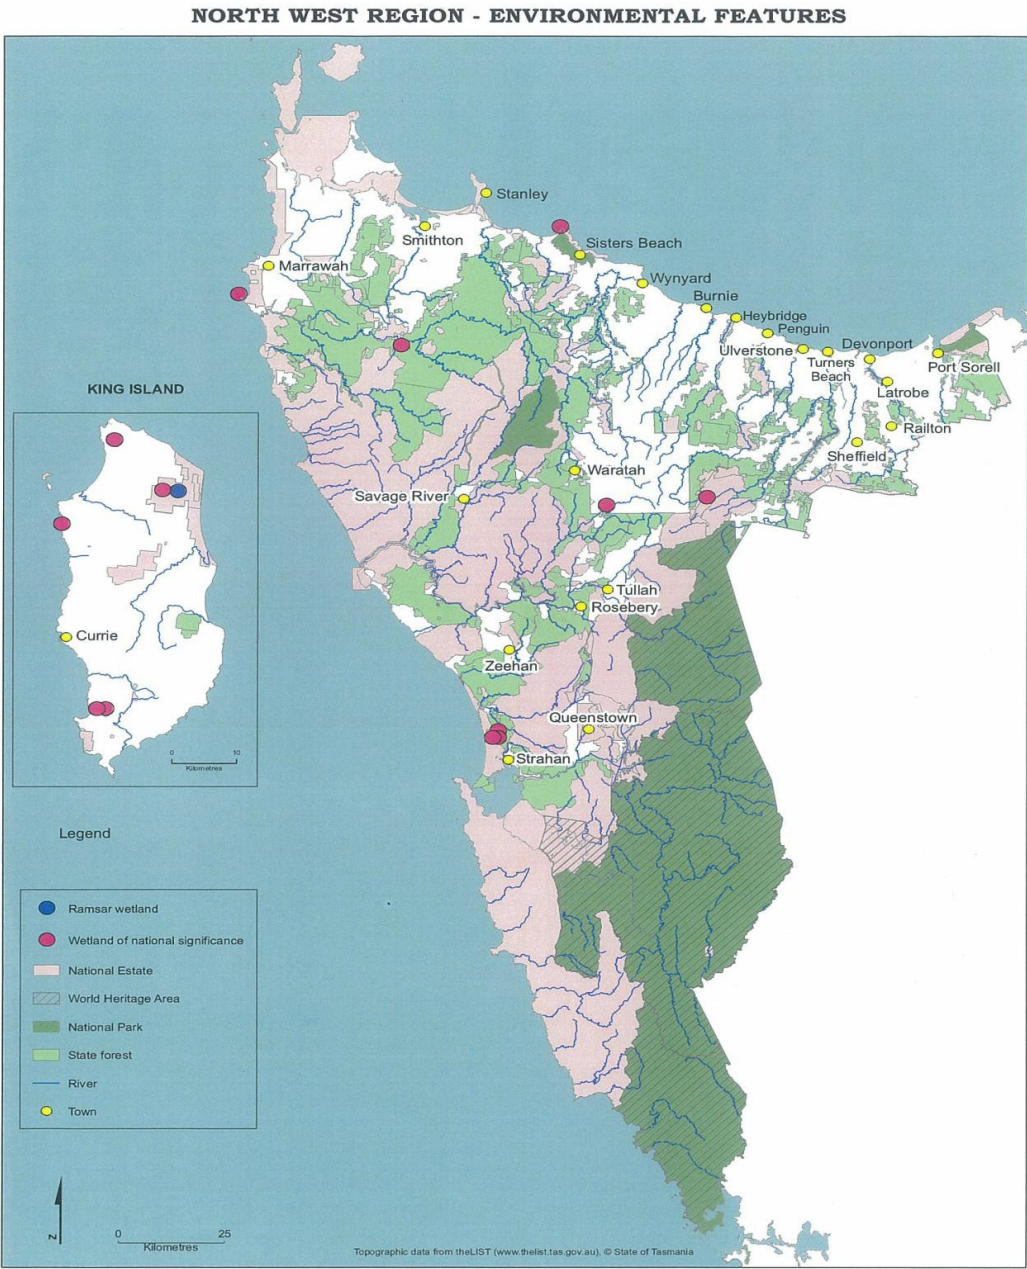 NORTH WEST REGION - ENVIRONMENTAL FEATURES
Stanley
Smithton
Sisters Beach
Marrawah
Wynyard
Burnie
Heybridge
Penguin
Ulverstone
Devonport
Turners
Beach
Port Sorell
Latrobe
KING ISLAND
Railton
Sheffield
Waratah
Savage River
Tullah
Rosebery
Currie
Zeehan
Queenstown
0 10
Kilometres
Strahan
Legend
Ramsar wetland
Wetland of national significance
National Estate
World Heritage Area
National Park
State forest
River
Town
N
0 25
Kilometres
Topographic data from theLIST (www.thelist.tas.gov.au), © State of Tasmania